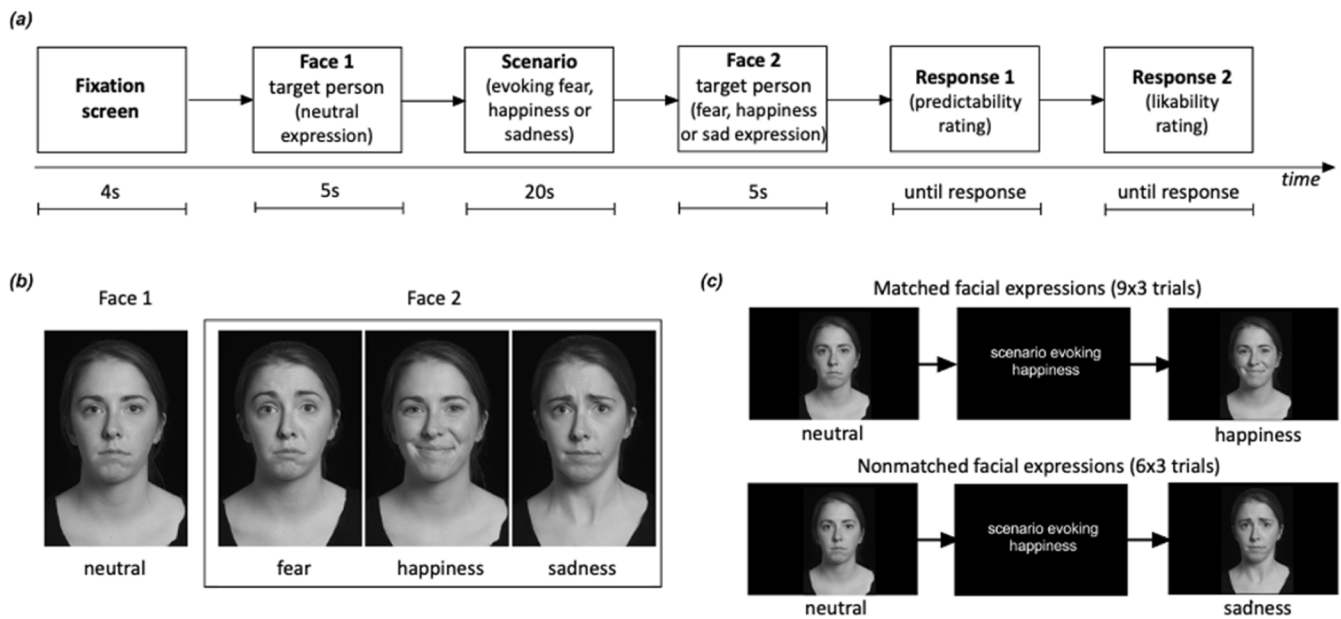 (a)
Fixation
screen
Face 1
target person
(neutral
expression)
Scenario
(evoking fear,
happiness or
sadness)
Face 2
target person
(fear, happiness
or sad expression)
Response 1
(predictability
rating)
Response 2
(likability
rating)
time
4s
5s
20s
5s
until response
until response
(b)
Face 1
Face 2
neutral
fear
happiness
sadness
(c)
Matched facial expressions (9x3 trials)
scenario evoking
happiness
neutral
happiness
Nonmatched facial expressions (6x3 trials)
scenario evoking
happiness
neutral
sadness